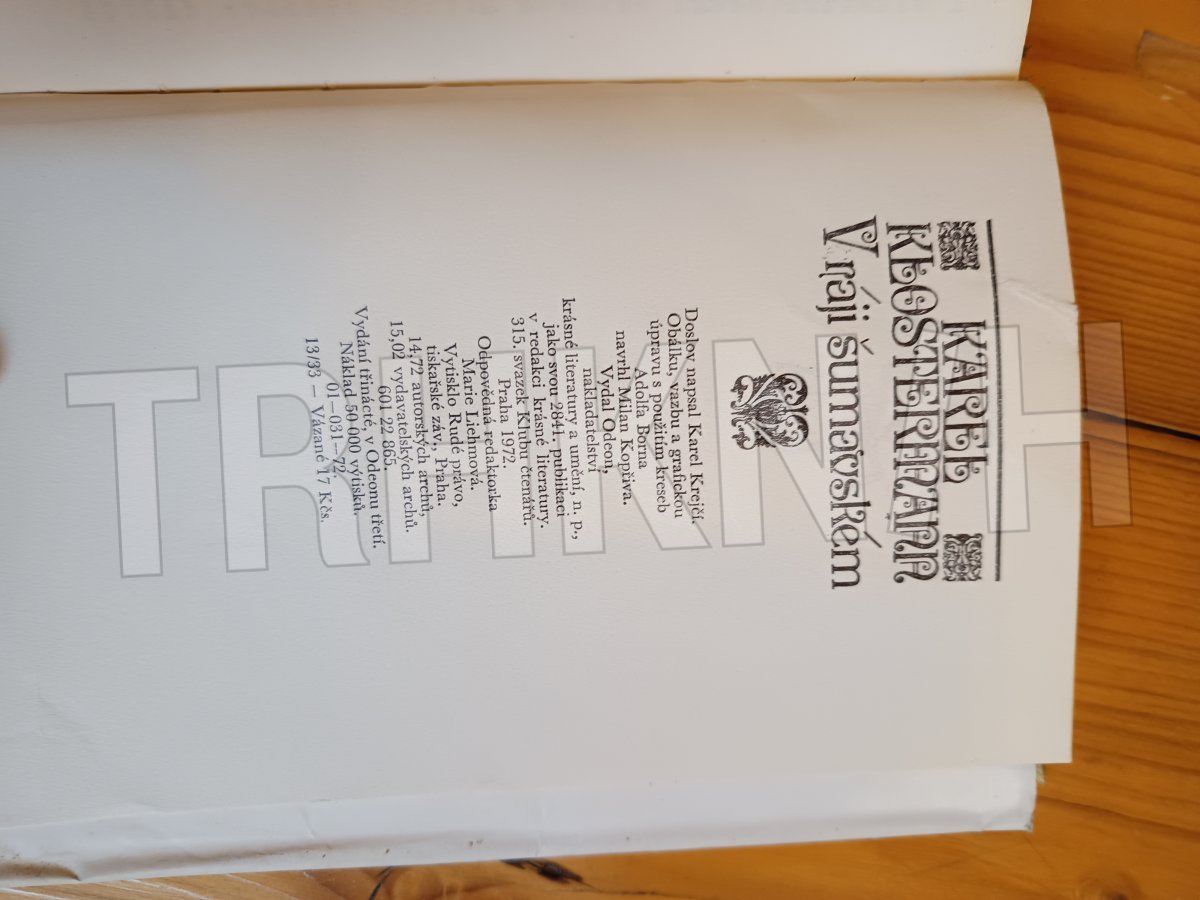 KAREL
KLOSTERMANN
V ráji šumavském
Doslov napsal Karel Krejčí.
Obálku, vazbu a grafickou
úpravu s použitím kreseb
Adolfa Borna
navrhl Milan Kopřiva.
Vydal Odeon,
nakladatelství
krásné literatury a umění, n. p.,
jako svou 2841. publikaci
v redakci krásné literatury.
315. svazek Klubu čtenářů.
Praha 1972.
Odpovědná redaktorka
Marie Liehmová.
Vytisklo Rudé právo,
tiskařské záv., Praha.
14,72 autorských archů,
15,02 vydavatelských archů.
601 22 865.
Vydání třinácté, v Odeonu třetí.
Náklad 50 000 výtisků.
01—031—72.
13/33 — Vázané 17 Kčs.